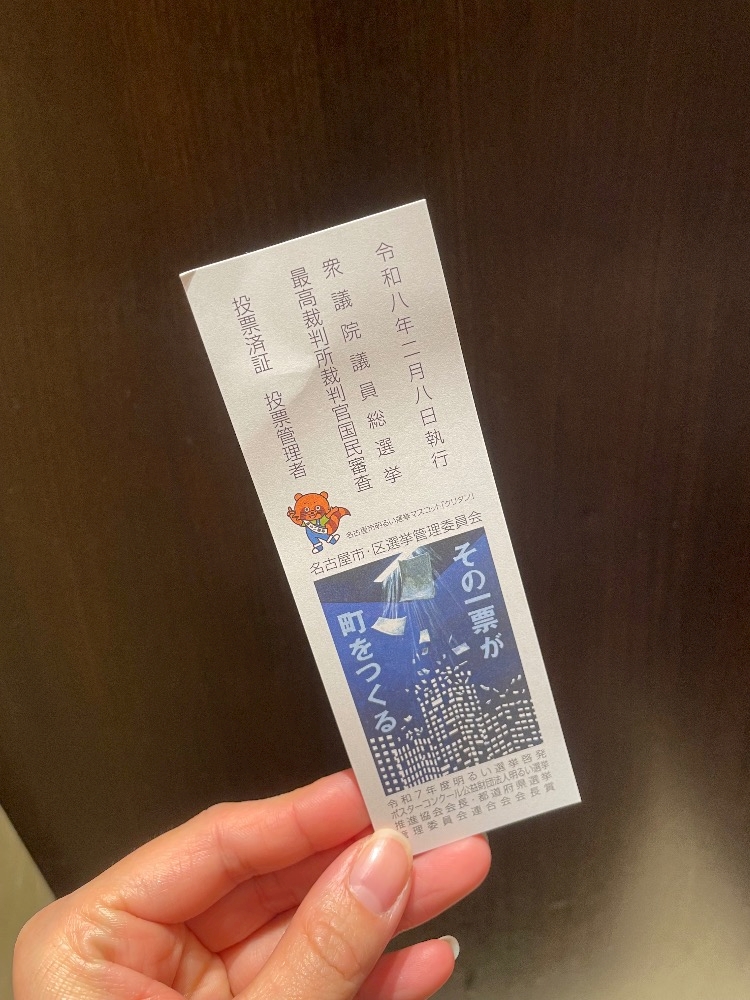 令和八年二月八日執行
衆議院議員総選挙
最高裁判所裁判官国民審査
投票済証　投票管理者
名古屋市明るい選挙マスコット「ウリタン」
名古屋市・区選挙管理委員会
その一票が
町をつくる
令和7年度明るい選挙啓発
ポスターコンクール公益財団法人明るい選挙
推進協会会長・都道府県選挙
管理委員会連合会会長賞